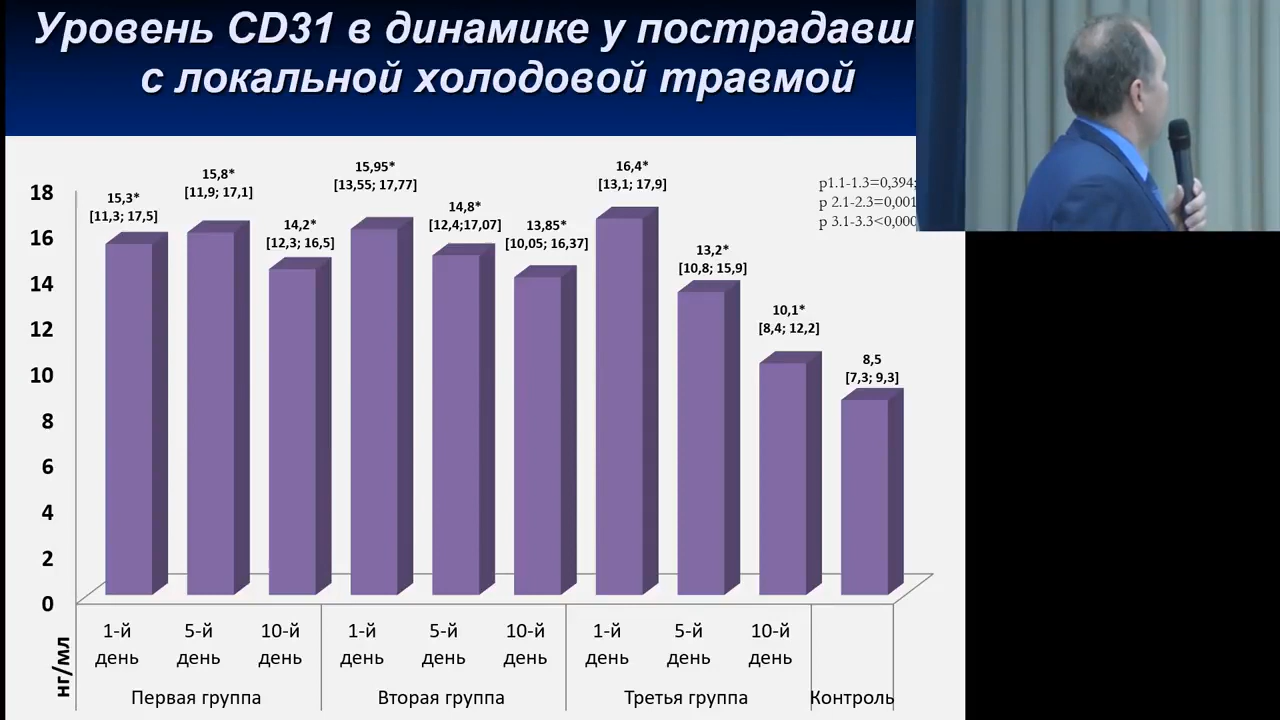 Уровень CD31 в динамике у пострадавш
с локальной холодовой травмой
15,3*
[11,3; 17,5]
15,8*
[11,9; 17,1]
14,2*
[12,3; 16,5]
15,95*
[13,55; 17,77]
14,8*
[12,4;17,07]
13,85*
[10,05; 16,37]
16,4*
[13,1; 17,9]
13,2*
[10,8; 15,9]
10,1*
[8,4; 12,2]
8,5
[7,3; 9,3]
p1.1-1.3=0,394;
p 2.1-2.3=0,001
p 3.1-3.3<0,000
18
16
14
12
10
8
6
4
2
0
нг/мл
1-й день
5-й день
10-й день
1-й день
5-й день
10-й день
1-й день
5-й день
10-й день
Первая группа
Вторая группа
Третья группа
Контроль